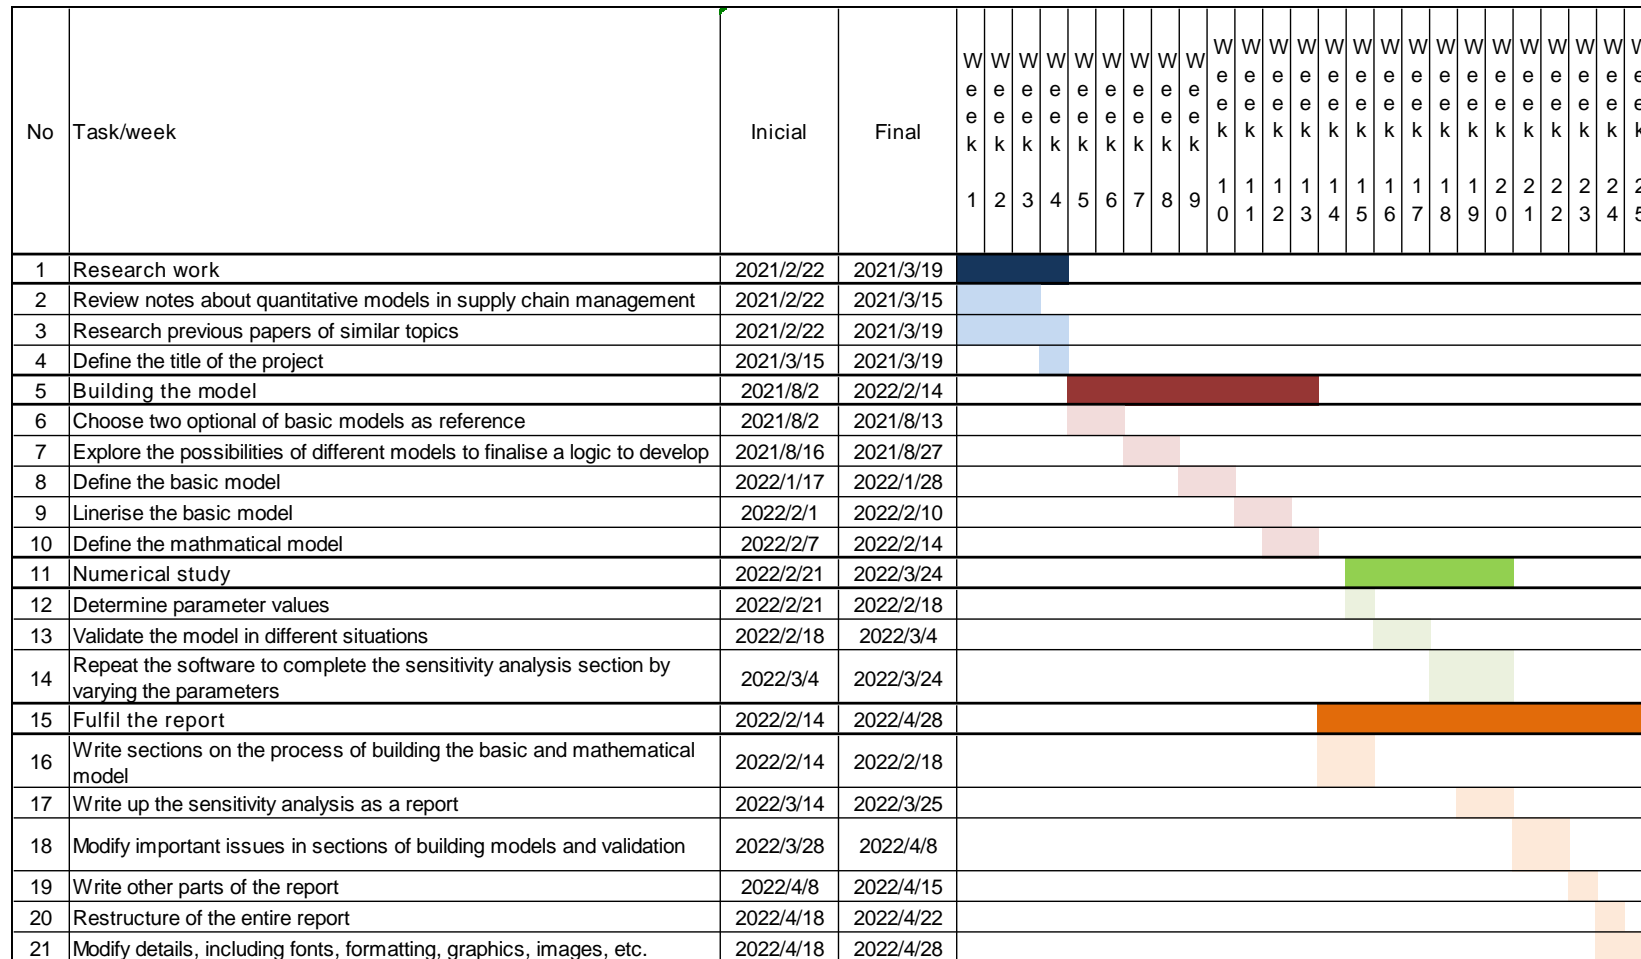 No Task/week Inicial Final Week 1 Week 2 Week 3 Week 4 Week 5 Week 6 Week 7 Week 8 Week 9 Week 10 Week 11 Week 12 Week 13 Week 14 Week 15 Week 16 Week 17 Week 18 Week 19 Week 20 Week 21 Week 22 Week 23 Week 24 Week 25
1 Research work 2021/2/22 2021/3/19
2 Review notes about quantitative models in supply chain management 2021/2/22 2021/3/15
3 Research previous papers of similar topics 2021/2/22 2021/3/19
4 Define the title of the project 2021/3/15 2021/3/19
5 Building the model 2021/8/2 2022/2/14
6 Choose two optional of basic models as reference 2021/8/2 2021/8/13
7 Explore the possibilities of different models to finalise a logic to develop 2021/8/16 2021/8/27
8 Define the basic model 2022/1/17 2022/1/28
9 Linerise the basic model 2022/2/1 2022/2/10
10 Define the mathmatical model 2022/2/7 2022/2/14
11 Numerical study 2022/2/21 2022/3/24
12 Determine parameter values 2022/2/21 2022/2/18
13 Validate the model in different situations 2022/2/18 2022/3/4
14 Repeat the software to complete the sensitivity analysis section by
varying the parameters 2022/3/4 2022/3/24
15 Fulfil the report 2022/2/14 2022/4/28
16 Write sections on the process of building the basic and mathematical
model 2022/2/14 2022/2/18
17 Write up the sensitivity analysis as a report 2022/3/14 2022/3/25
18 Modify important issues in sections of building models and validation 2022/3/28 2022/4/8
19 Write other parts of the report 2022/4/8 2022/4/15
20 Restructure of the entire report 2022/4/18 2022/4/22
21 Modify details, including fonts, formatting, graphics, images, etc. 2022/4/18 2022/4/28